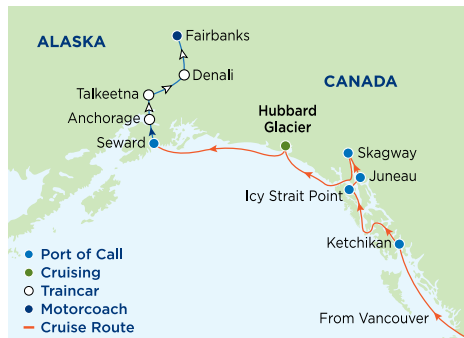 Fairbanks
ALASKA
Denali
CANADA
Talkeetna
Hubbard
Glacier
Anchorage
Seward
Skagway
Juneau
Icy Strait Point
Ketchikan
Port of Call
Cruising
Traincar
Motorcoach
Cruise Route
From Vancouver